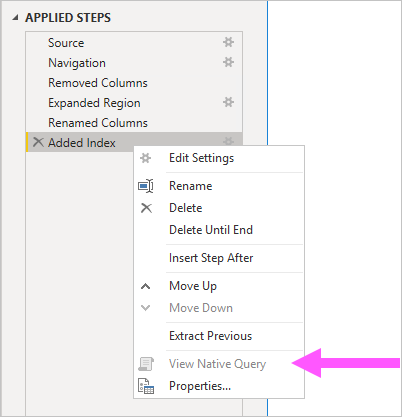 APPLIED STEPS
Source
Navigation
Removed Columns
Expanded Region
Renamed Columns
Added Index
Edit Settings
Rename
Delete
Delete Until End
Insert Step After
Move Up
Move Down
Extract Previous
View Native Query
Properties...